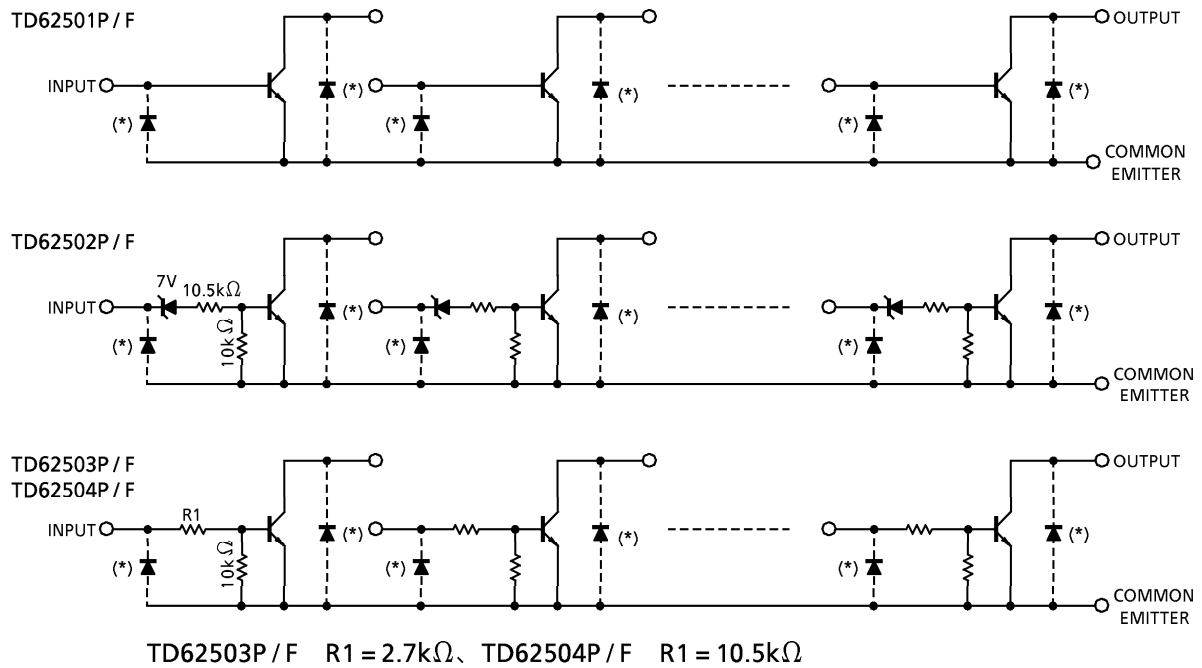 TD62501P / F
OUTPUT
INPUT
(*)
(*)
(*)
(*)
(*)
(*)
COMMON
EMITTER
TD62502P / F
OUTPUT
7V
10.5kΩ
INPUT
10kΩ
(*)
(*)
(*)
(*)
(*)
(*)
COMMON
EMITTER
TD62503P / F
TD62504P / F
OUTPUT
R1
INPUT
10kΩ
(*)
(*)
(*)
(*)
(*)
(*)
COMMON
EMITTER
TD62503P / F R1 = 2.7kΩ、TD62504P / F R1 = 10.5kΩ